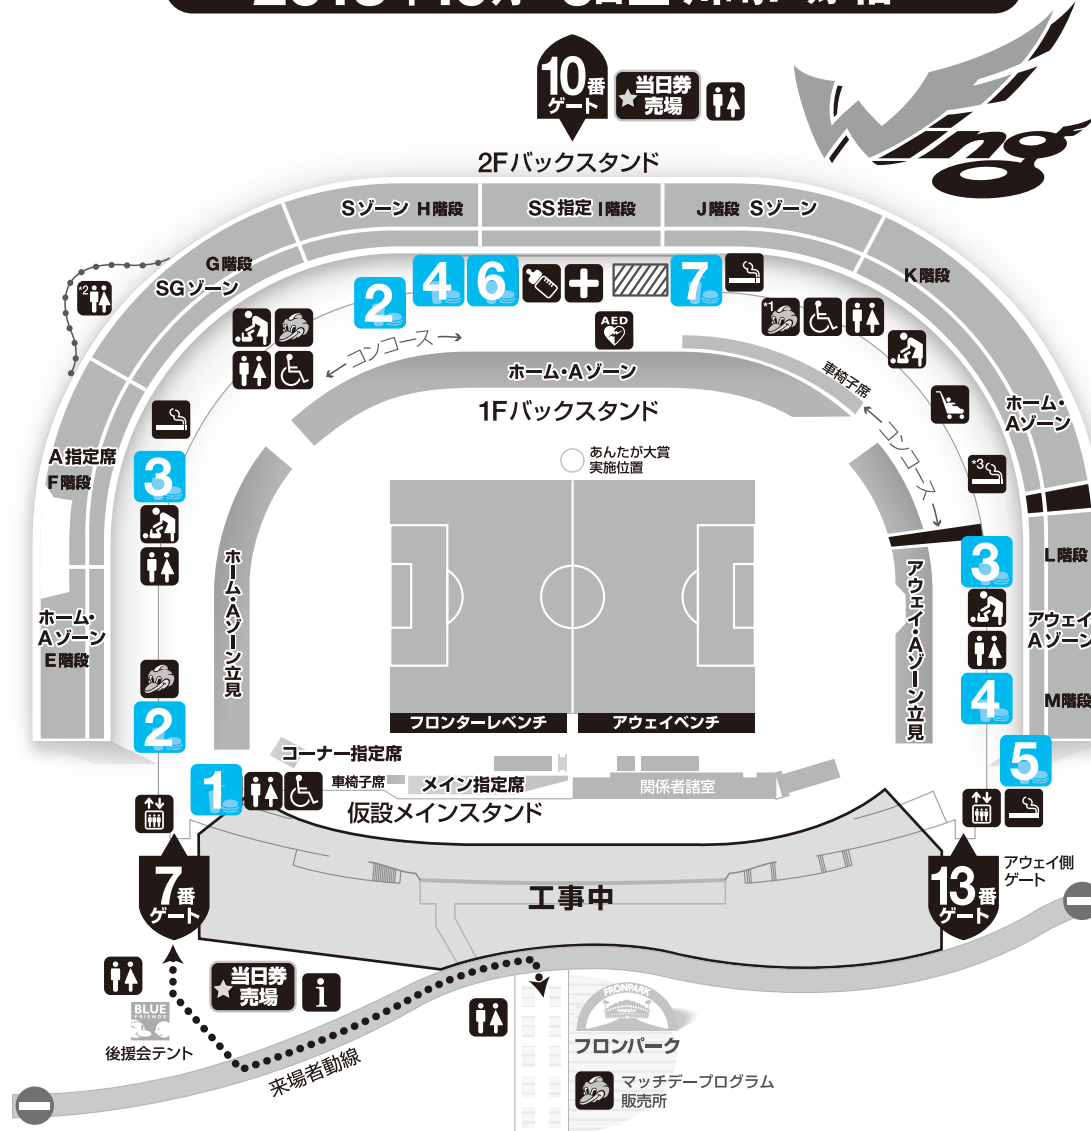 10番
ゲート
当日券
売場
Wing
2Fバックスタンド
Sゾーン H階段
SS指定 I階段
J階段 Sゾーン
G階段
SGゾーン
K階段
*2
2
4
6
7
AED
*1
コンコース
ホーム・Aゾーン
車椅子席
1Fバックスタンド
コンコース
ホーム・
Aゾーン
A指定席
F階段
3
あんたが大賞
実施位置
*3
ホーム・Aゾーン立見
アウェイ・Aゾーン立見
3
L階段
ホーム・
Aゾーン
E階段
アウェイ
Aゾーン
4
M階段
2
フロンターレベンチ
アウェイベンチ
コーナー指定席
5
1
車椅子席
メイン指定席
関係者諸室
仮設メインスタンド
7番
ゲート
工事中
13番
ゲート
アウェイ側
ゲート
当日券
売場
i
BLUE
FRIENDS
後援会テント
来場者動線
FRONPARK
フロンパーク
マッチデープログラム
販売所